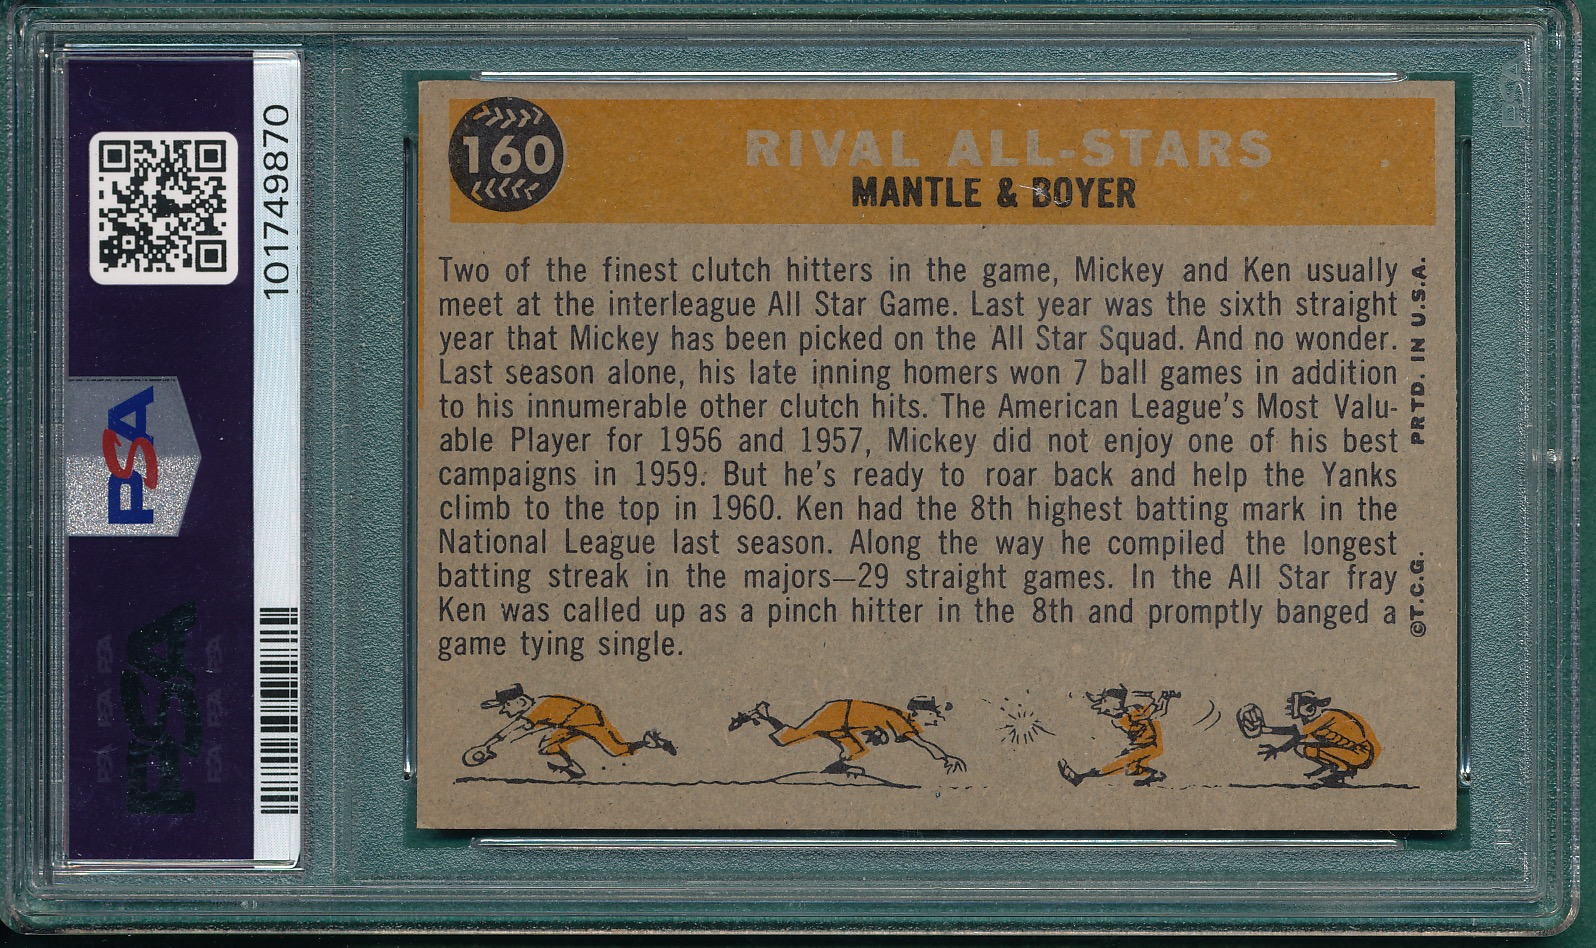 160
RIVAL ALL-STARS
MANTLE & BOYER
Two of the finest clutch hitters in the game, Mickey and Ken usually
meet at the interleague All Star Game. Last year was the sixth straight
year that Mickey has been picked on the All Star Squad. And no wonder.
Last season alone, his late inning homers won 7 ball games in addition
to his innumerable other clutch hits. The American League's Most Valu-
able Player for 1956 and 1957, Mickey did not enjoy one of his best
campaigns in 1959. But he's ready to roar back and help the Yanks
climb to the top in 1960. Ken had the 8th highest batting mark in the
National League last season. Along the way he compiled the longest
batting streak in the majors—29 straight games. In the All Star fray
Ken was called up as a pinch hitter in the 8th and promptly banged a
game tying single.
©T.C.G. PRTD. IN U.S.A.
101749870
PSA
PSA
PSA PSA PSA
PSA PSA PSA
PSA